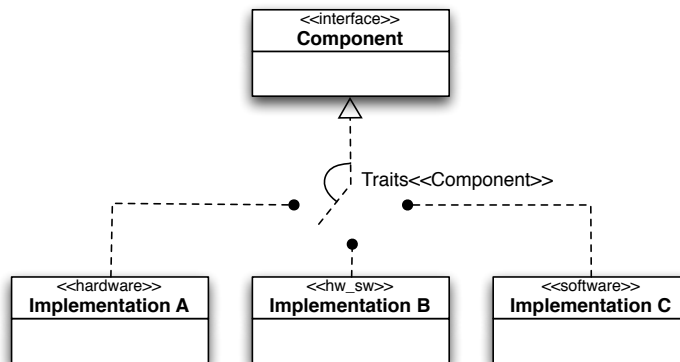 <<interface>>
Component
Traits<<Component>>
<<hardware>>
Implementation A
<<hw_sw>>
Implementation B
<<software>>
Implementation C